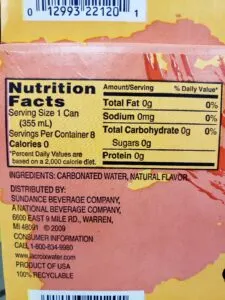 0 12993 22120 1
Nutrition Facts
Serving Size 1 Can
(355 mL)
Servings Per Container 8
Calories 0
*Percent Daily Values are
based on a 2,000 calorie diet.
Amount/Serving % Daily Value*
Total Fat 0g 0%
Sodium 0mg 0%
Total Carbohydrate 0g 0%
Sugars 0g
Protein 0g
INGREDIENTS: CARBONATED WATER, NATURAL FLAVOR.
DISTRIBUTED BY:
SUNDANCE BEVERAGE COMPANY,
A NATIONAL BEVERAGE COMPANY,
6600 EAST 9 MILE RD., WARREN,
MI 48091 © 2009
CONSUMER INFORMATION
CALL 1-800-834-9980
www.lacroixwater.com
PRODUCT OF USA
100% RECYCLABLE